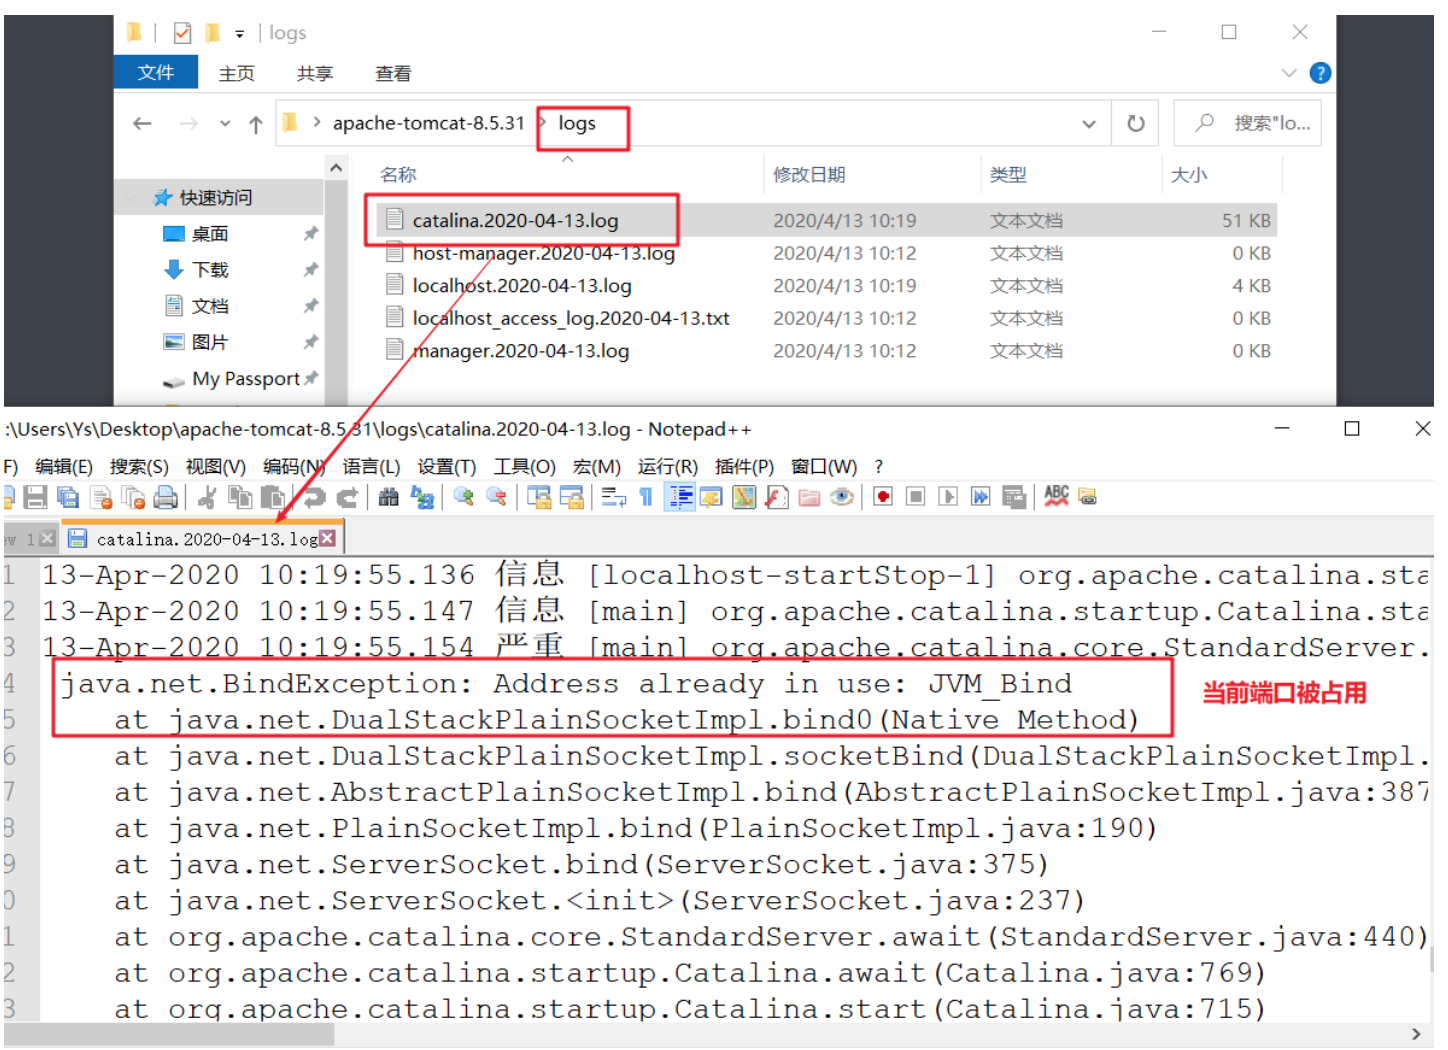 logs
文件 主页 共享 查看
apache-tomcat-8.5.31 > logs 搜索"lo...
名称 修改日期 类型 大小
快速访问
catalina.2020-04-13.log 2020/4/13 10:19 文本文档 51 KB
桌面
host-manager.2020-04-13.log 2020/4/13 10:12 文本文档 0 KB
下载
localhost.2020-04-13.log 2020/4/13 10:19 文本文档 4 KB
文档
localhost_access_log.2020-04-13.txt 2020/4/13 10:12 文本文档 0 KB
图片
manager.2020-04-13.log 2020/4/13 10:12 文本文档 0 KB
My Passport
:\Users\Ys\Desktop\apache-tomcat-8.5.31\logs\catalina.2020-04-13.log - Notepad++
F) 编辑(E) 搜索(S) 视图(V) 编码(N) 语言(L) 设置(T) 工具(O) 宏(M) 运行(R) 插件(P) 窗口(W) ?
ABC
ew 1 catalina.2020-04-13.log
1 13-Apr-2020 10:19:55.136 信息 [localhost-startStop-1] org.apache.catalina.sta
2 13-Apr-2020 10:19:55.147 信息 [main] org.apache.catalina.startup.Catalina.sta
3 13-Apr-2020 10:19:55.154 严重 [main] org.apache.catalina.core.StandardServer.
4 java.net.BindException: Address already in use: JVM_Bind
当前端口被占用
5 at java.net.DualStackPlainSocketImpl.bind0(Native Method)
6 at java.net.DualStackPlainSocketImpl.socketBind(DualStackPlainSocketImpl.
7 at java.net.AbstractPlainSocketImpl.bind(AbstractPlainSocketImpl.java:387
8 at java.net.PlainSocketImpl.bind(PlainSocketImpl.java:190)
9 at java.net.ServerSocket.bind(ServerSocket.java:375)
0 at java.net.ServerSocket.<init>(ServerSocket.java:237)
1 at org.apache.catalina.core.StandardServer.await(StandardServer.java:440)
2 at org.apache.catalina.startup.Catalina.await(Catalina.java:769)
3 at org.apache.catalina.startup.Catalina.start(Catalina.java:715)